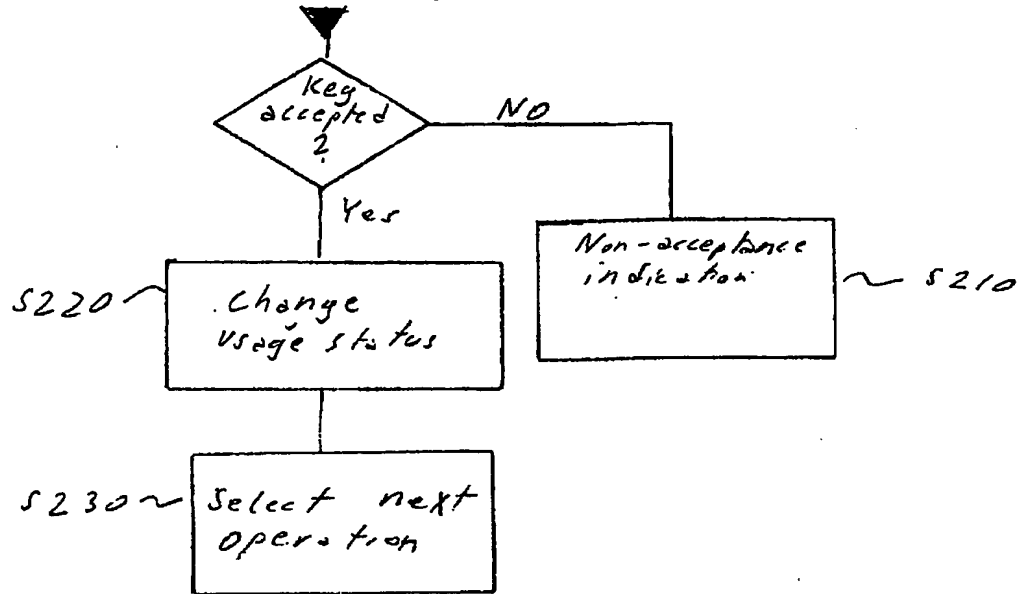 Key
accepted
?
NO
Yes
Non-acceptance
indication
S210
S220
Change
usage status
S230
Select next
operation